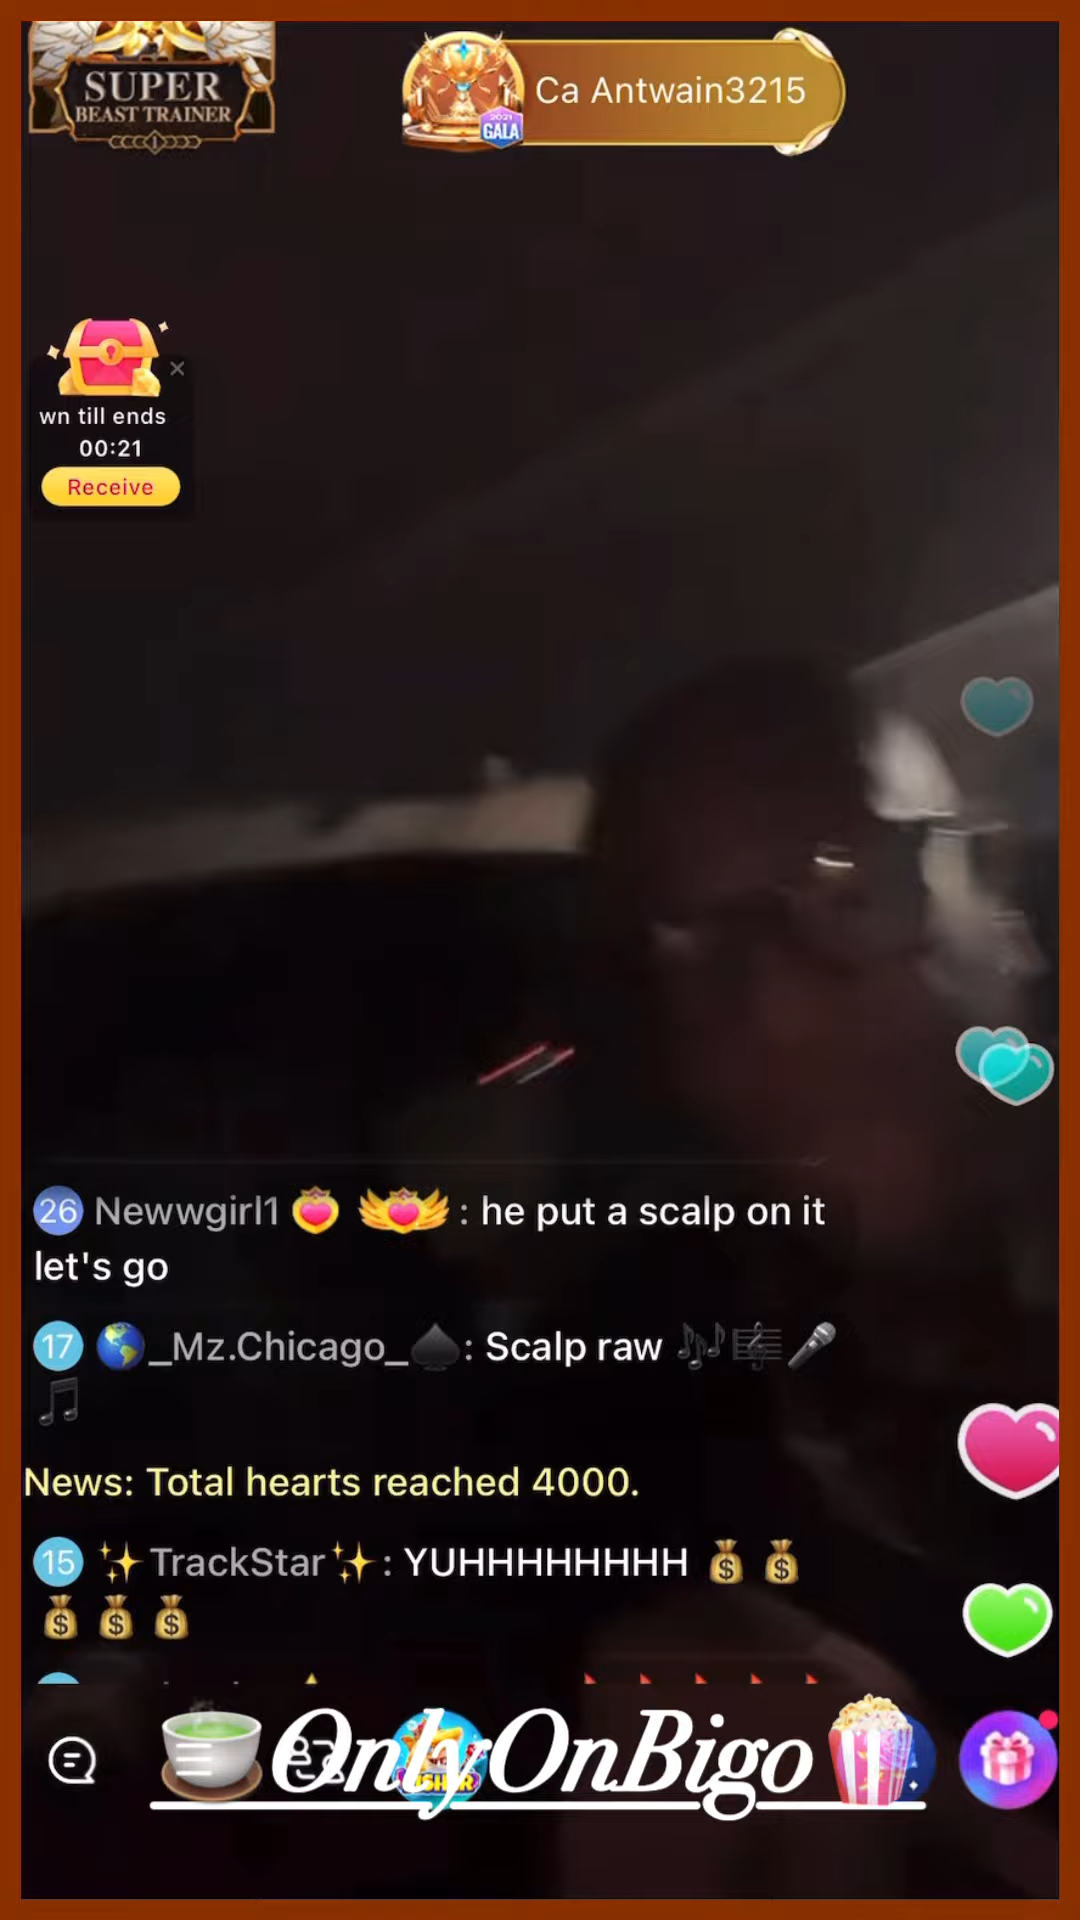 SUPER
BEAST TRAINER
I
2021
GALA
Ca Antwain3215
wn till ends
00:21
Receive
26 Newwgirl1 : he put a scalp on it
let's go
17 🌎_Mz.Chicago_♠: Scalp raw 🎶🎼🎤
🎵
News: Total hearts reached 4000.
15 ✨TrackStar✨: YUHHHHHHHH 💰 💰
💰 💰 💰
🍵OnlyOnBigo🍿